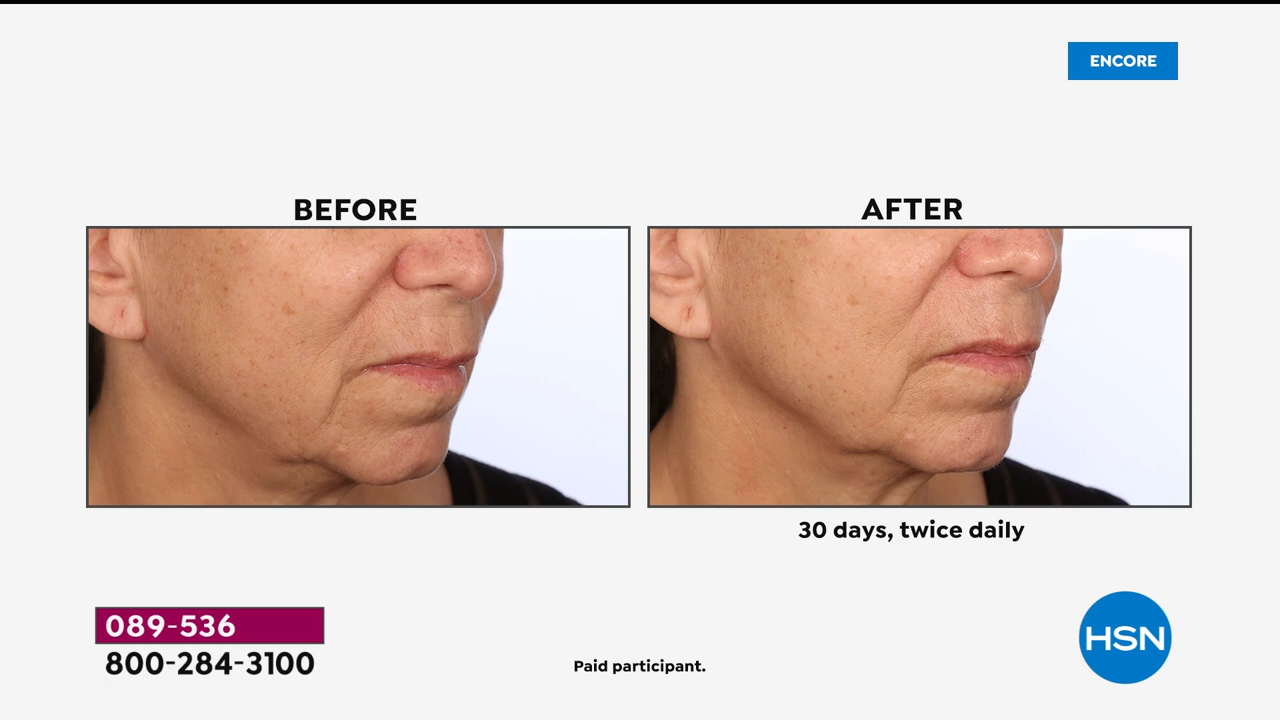 ENCORE
BEFORE
AFTER
30 days, twice daily
089-536
800-284-3100
Paid participant.
HSN